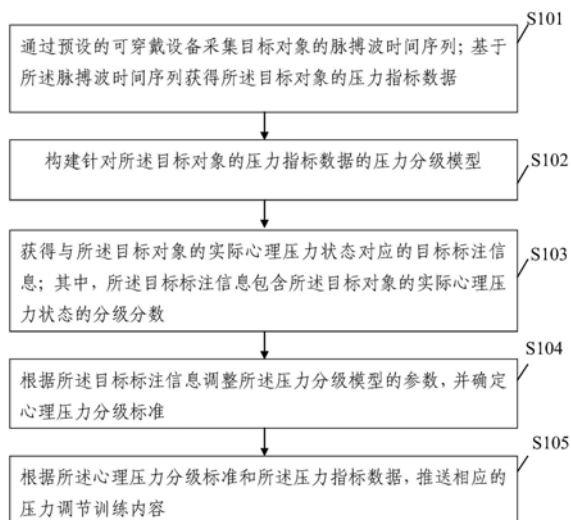 S101
通过预设的可穿戴设备采集目标对象的脉搏波时间序列；基于
所述脉搏波时间序列获得所述目标对象的压力指标数据
构建针对所述目标对象的压力指标数据的压力分级模型
S102
获得与所述目标对象的实际心理压力状态对应的目标标注信
息；其中，所述目标标注信息包含所述目标对象的实际心理压
力状态的分级分数
S103
S104
根据所述目标标注信息调整所述压力分级模型的参数，并确定
心理压力分级标准
S105
根据所述心理压力分级标准和所述压力指标数据，推送相应的
压力调节训练内容